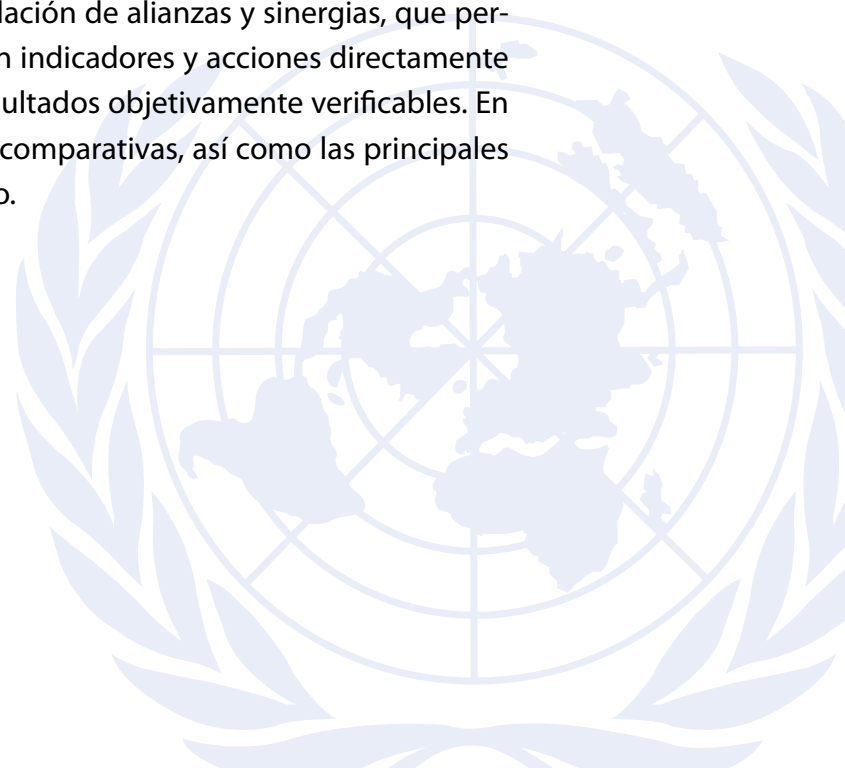 lación de alianzas y sinergias, que per-
n indicadores y acciones directamente
ultados objetivamente verificables. En
comparativas, así como las principales
o.